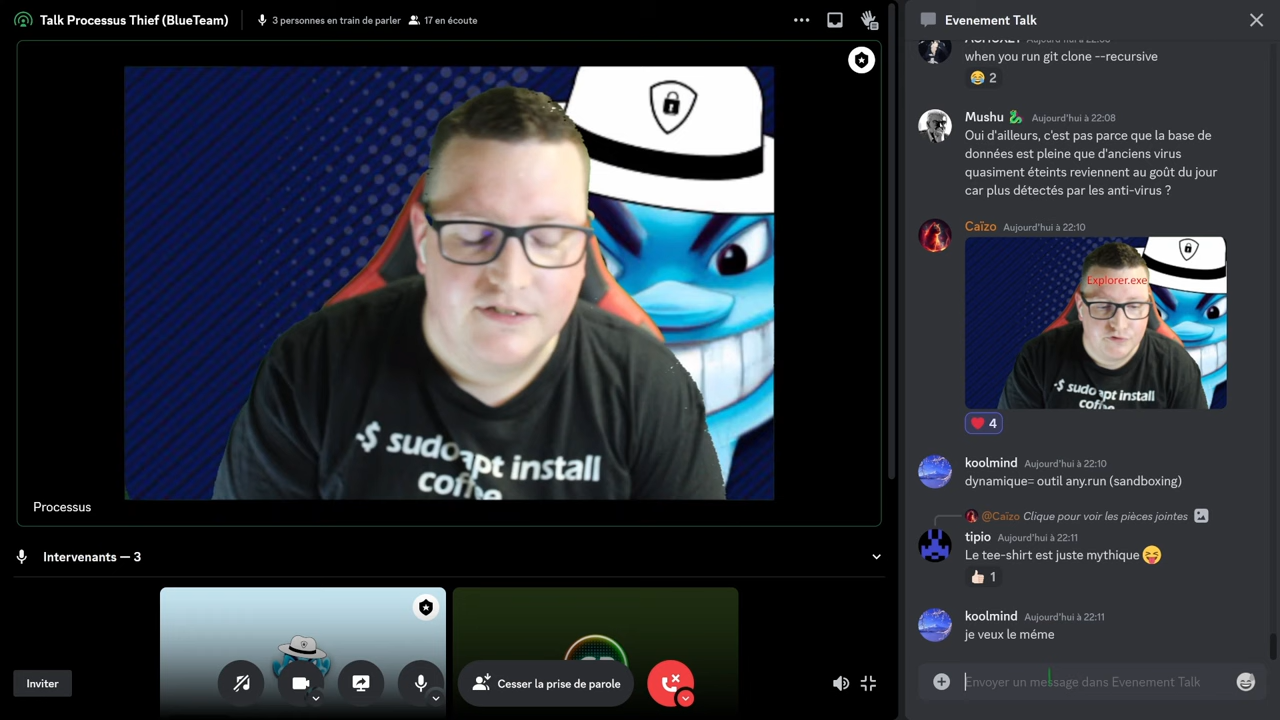 Talk Processus Thief (BlueTeam)
3 personnes en train de parler
17 en écoute
-$ sudo apt install
coffee
Processus
Intervenants — 3
Inviter
Cesser la prise de parole
Evenement Talk
when you run git clone --recursive
😂 2
Mushu 🐉 Aujourd'hui à 22:08
Oui d'ailleurs, c'est pas parce que la base de
données est pleine que d'anciens virus
quasiment éteints reviennent au goût du jour
car plus détectés par les anti-virus ?
Caïzo Aujourd'hui à 22:10
Explorer.exe
-$ sudo apt install
❤️ 4
koolmind Aujourd'hui à 22:10
dynamique= outil any.run (sandboxing)
@Caïzo Clique pour voir les pièces jointes
tipio Aujourd'hui à 22:11
Le tee-shirt est juste mythique 😝
👍🏻 1
koolmind Aujourd'hui à 22:11
je veux le méme
Envoyer un message dans Evenement Talk